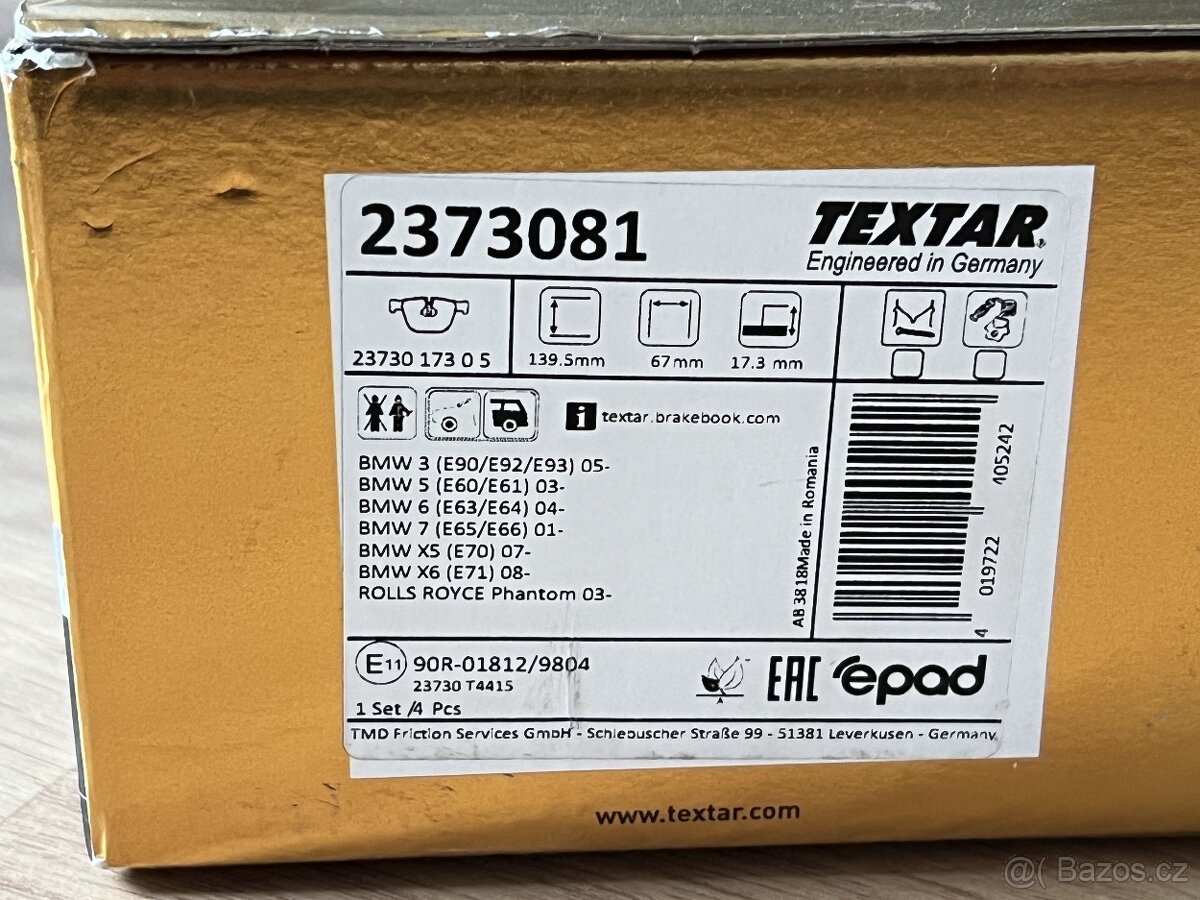 2373081
TEXTAR
Engineered in Germany
23730 173 0 5
139.5mm
67mm
17.3 mm
i textar.brakebook.com
BMW 3 (E90/E92/E93) 05-
BMW 5 (E60/E61) 03-
BMW 6 (E63/E64) 04-
BMW 7 (E65/E66) 01-
BMW X5 (E70) 07-
BMW X6 (E71) 08-
ROLLS ROYCE Phantom 03-
AB 3818Made in Romania
4 019722 405242
E11 90R-01812/9804
23730 T4415
1 Set /4 Pcs
EAC epad
TMD Friction Services GmbH - Schlebuscher Straße 99 - 51381 Leverkusen - Germany
www.textar.com
@( Bazos.cz